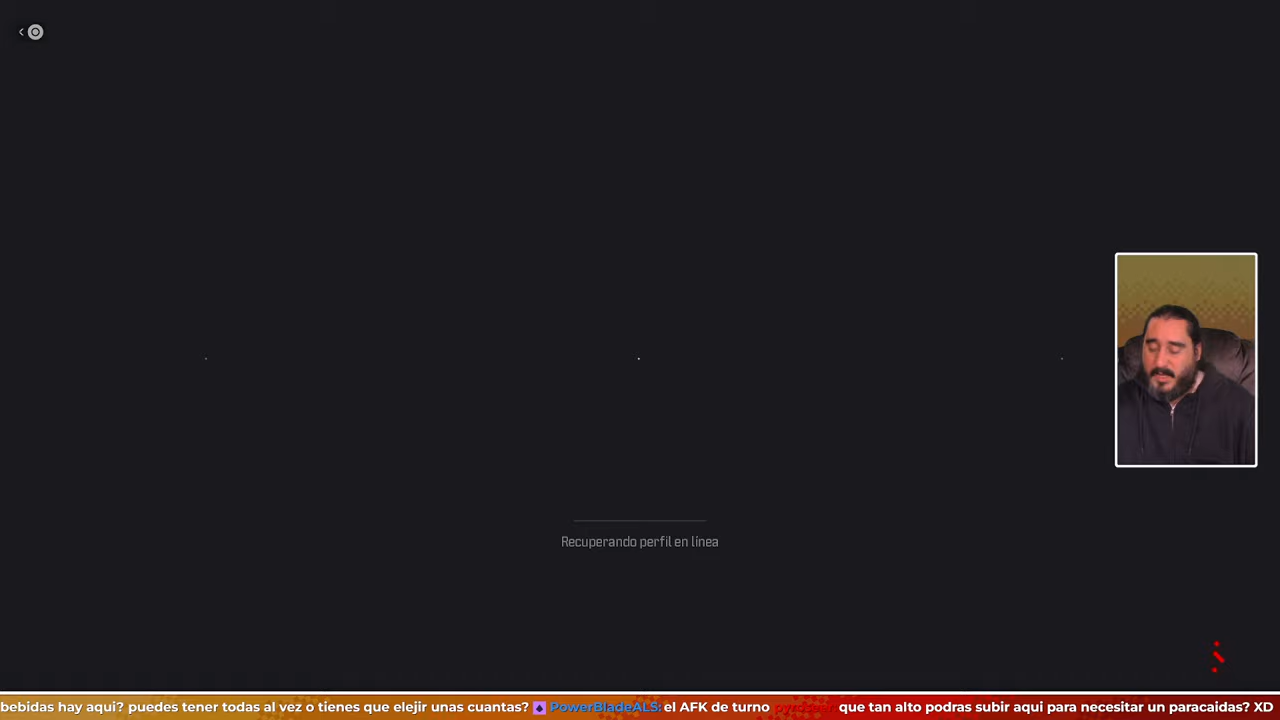 Recuperando perfil en línea
bebidas hay aqui? puedes tener todas al vez o tienes que elejir unas cuantas? PowerBladeALS: el AFK de turno que tan alto podras subir aqui para necesitar un paracaidas? XD